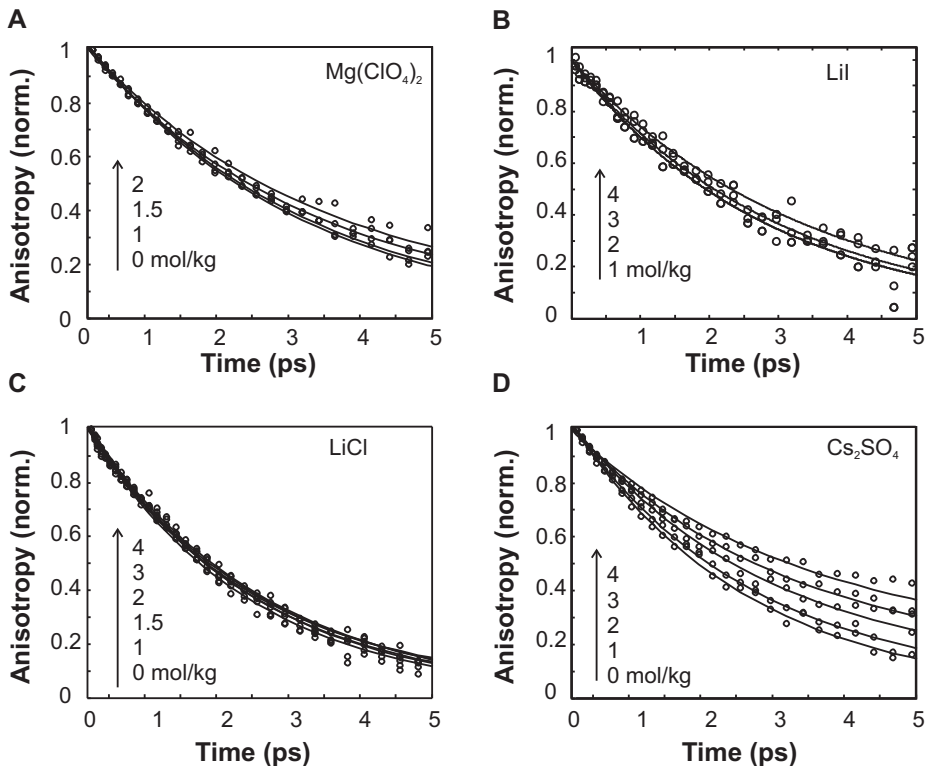 A
Mg(ClO₄)₂
Anisotropy (norm.)
1
0.8
0.6
0.4
0.2
0
2
1.5
1
0 mol/kg
0 1 2 3 4 5
Time (ps)
B
LiI
Anisotropy (norm.)
1
0.8
0.6
0.4
0.2
0
4
3
2
1 mol/kg
0 1 2 3 4 5
Time (ps)
C
LiCl
Anisotropy (norm.)
1
0.8
0.6
0.4
0.2
0
4
3
2
1.5
1
0 mol/kg
0 1 2 3 4 5
Time (ps)
D
Cs₂SO₄
Anisotropy (norm.)
1
0.8
0.6
0.4
0.2
0
4
3
2
1
0 mol/kg
0 1 2 3 4 5
Time (ps)